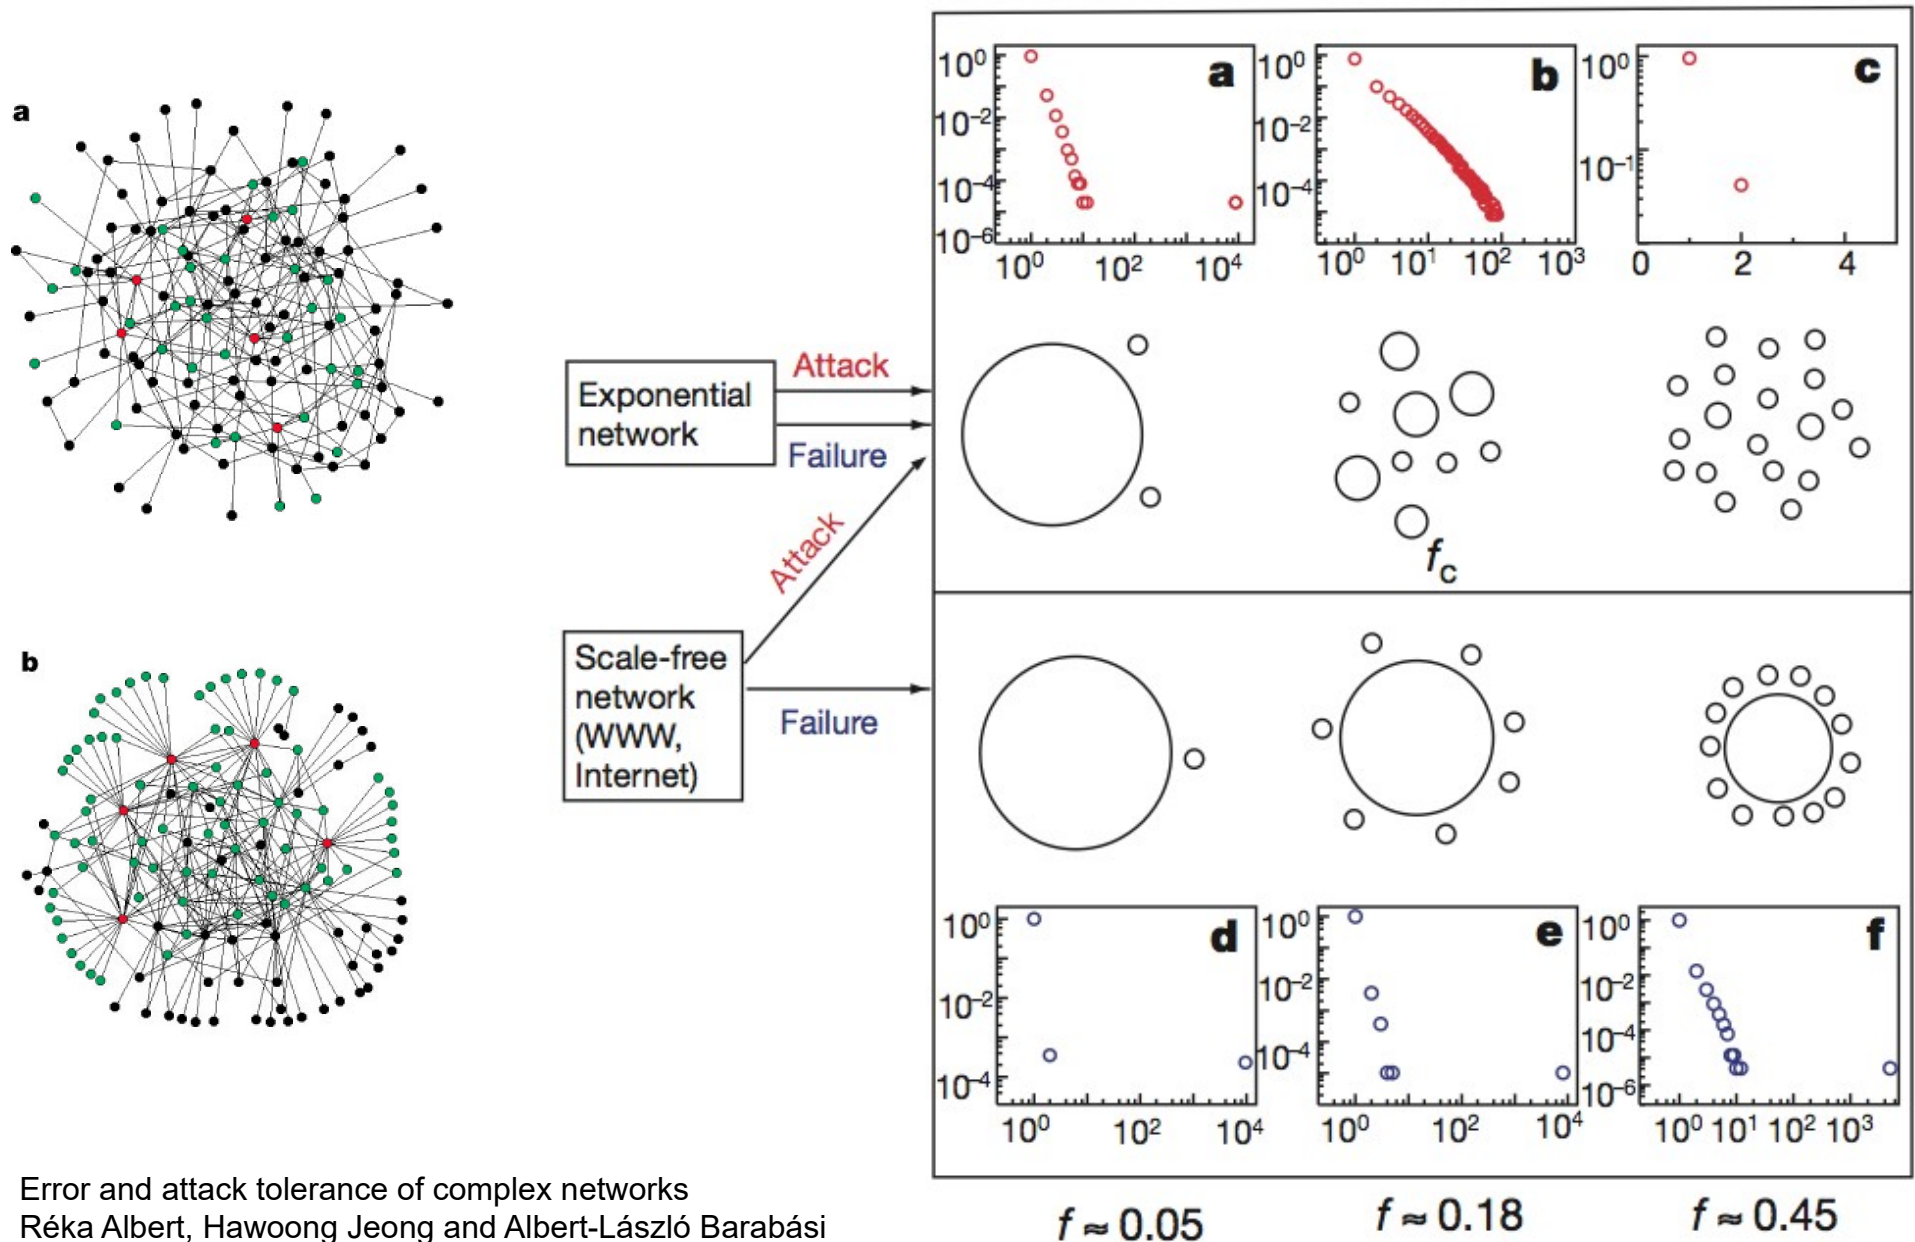 a
b
Exponential
network
Attack
Failure
Attack
Scale-free
network
(WWW,
Internet)
Failure
a
10⁰
10⁻²
10⁻⁴
10⁻⁶
10⁰ 10² 10⁴
b
10⁰
10⁻²
10⁻⁴
10⁰ 10¹ 10² 10³
c
10⁰
10⁻¹
0 2 4
f_c
d
10⁰
10⁻²
10⁻⁴
10⁰ 10² 10⁴
e
10⁰
10⁻²
10⁻⁴
10⁰ 10² 10⁴
f
10⁰
10⁻²
10⁻⁴
10⁻⁶
10⁰ 10¹ 10² 10³
f ≈ 0.05 f ≈ 0.18 f ≈ 0.45
Error and attack tolerance of complex networks
Réka Albert, Hawoong Jeong and Albert-László Barabási